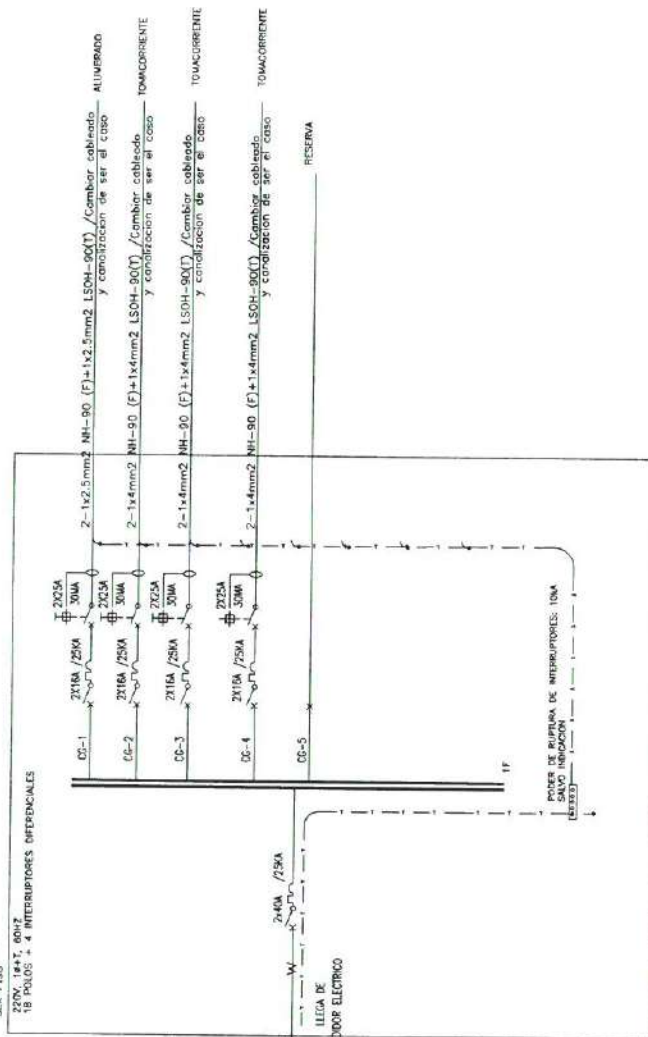 220V, 1Ø+T, 60HZ
18 POLOS + 4 INTERRUPTORES DIFERENCIALES
LLEGA DE
DIDOR ELECTRICO
W
2x40A /25KA
1F
CG-1
2X16A /25KA
2X25A
30MA
2-1x2.5mm2 NH-90 (F)+1x2.5mm2 LSOH-90(T) /Cambiar cableado
y canalizacion de ser el caso
ALUMBRADO
CG-2
2X16A /25KA
2X25A
30MA
2-1x4mm2 NH-90 (F)+1x4mm2 LSOH-90(T) /Cambiar cableado
y canalizacion de ser el caso
TOMACORRIENTE
CG-3
2X16A /25KA
2X25A
30MA
2-1x4mm2 NH-90 (F)+1x4mm2 LSOH-90(T) /Cambiar cableado
y canalizacion de ser el caso
TOMACORRIENTE
CG-4
2X16A /25KA
2X25A
30MA
2-1x4mm2 NH-90 (F)+1x4mm2 LSOH-90(T) /Cambiar cableado
y canalizacion de ser el caso
TOMACORRIENTE
CG-5
RESERVA
PODER DE RUPTURA DE INTERRUPTORES: 10kA
SALVO INDICACION